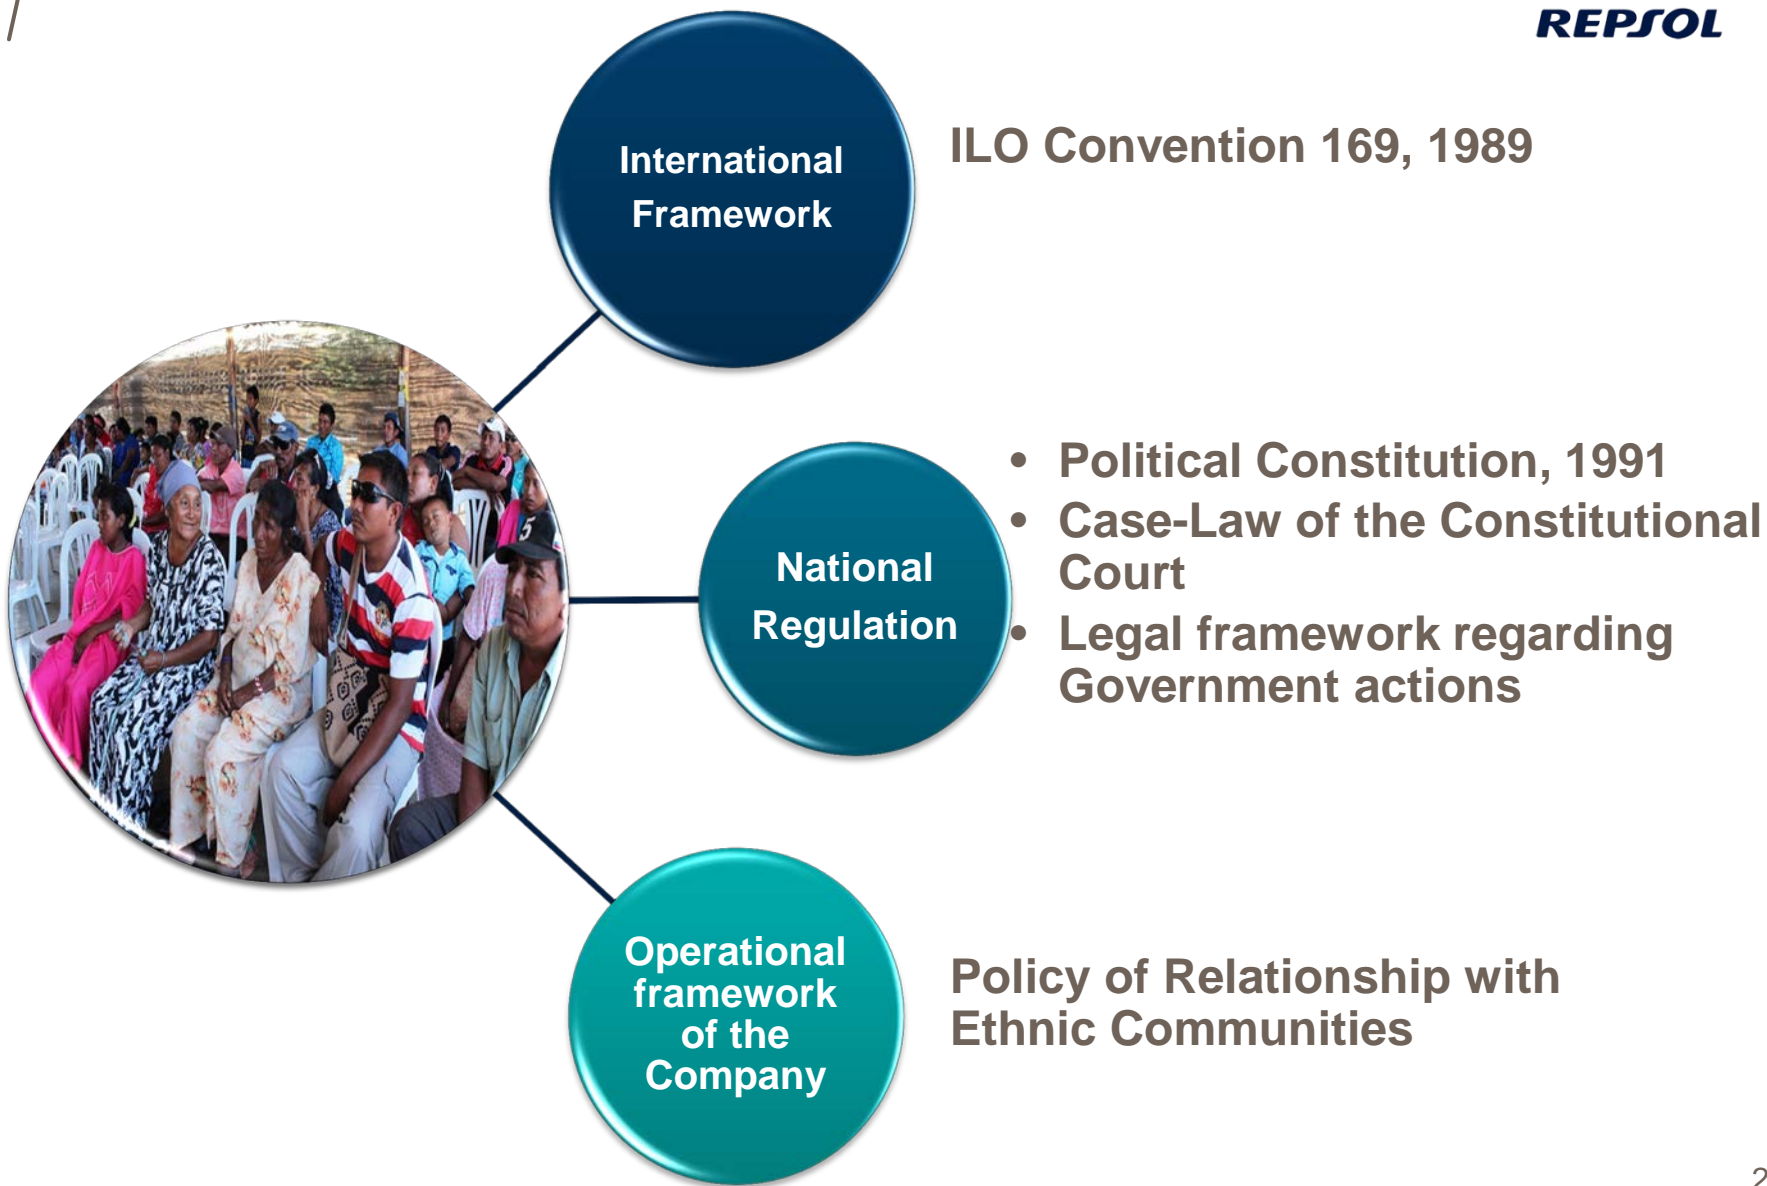 REPSOL
International
Framework
ILO Convention 169, 1989
National
Regulation
• Political Constitution, 1991
• Case-Law of the Constitutional
Court
• Legal framework regarding
Government actions
Operational
framework
of the
Company
Policy of Relationship with
Ethnic Communities
2